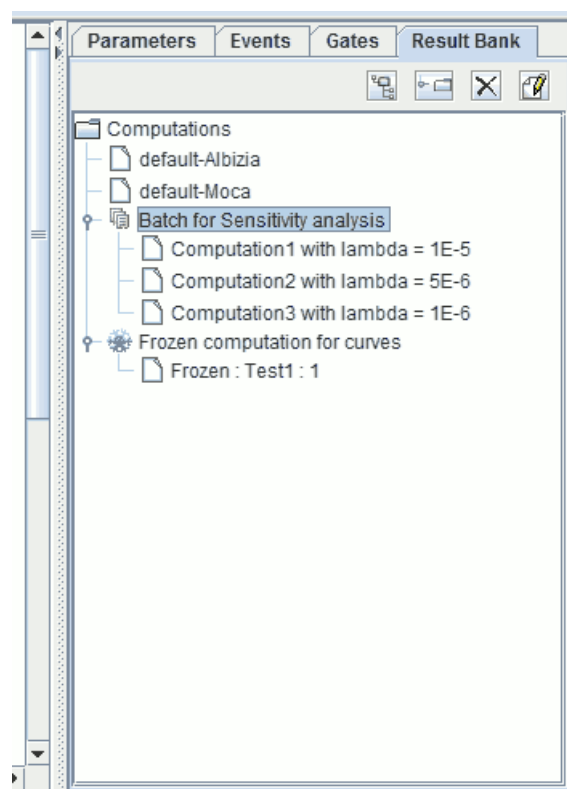 Parameters Events Gates Result Bank
Computations
default-Albizia
default-Moca
Batch for Sensitivity analysis
Computation1 with lambda = 1E-5
Computation2 with lambda = 5E-6
Computation3 with lambda = 1E-6
Frozen computation for curves
Frozen : Test1 : 1